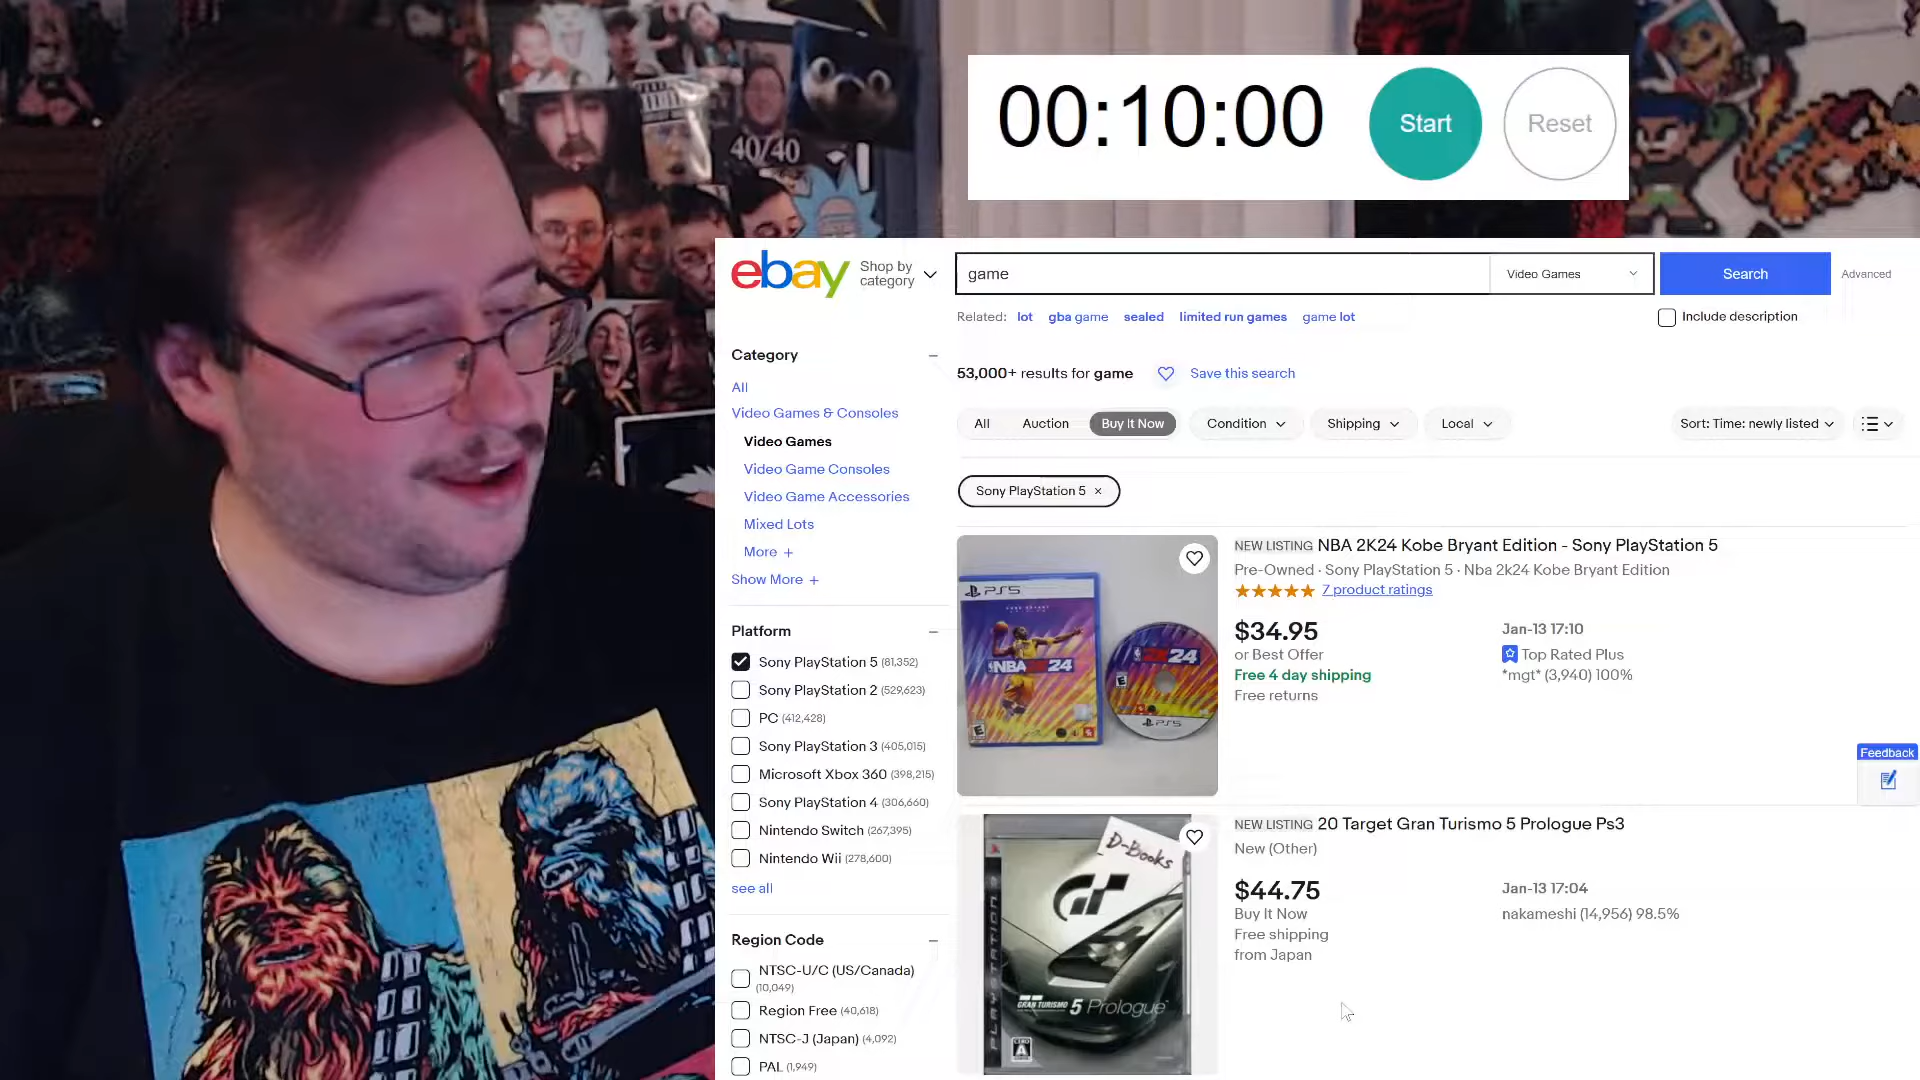 40/40
00:10:00
Start
Reset
ebay
Shop by
category
game
Video Games
Search
Advanced
Related:
lot
gba game
sealed
limited run games
game lot
Include description
Category
53,000+ results for game
Save this search
All
Video Games & Consoles
Video Games
Video Game Consoles
Video Game Accessories
Mixed Lots
More
Show More
All
Auction
Buy It Now
Condition
Shipping
Local
Sort: Time: newly listed
Sony PlayStation 5 ×
Platform
Sony PlayStation 5 (81,352)
Sony PlayStation 2 (529,623)
PC (412,428)
Sony PlayStation 3 (405,015)
Microsoft Xbox 360 (398,215)
Sony PlayStation 4 (306,660)
Nintendo Switch (267,395)
Nintendo Wii (278,600)
see all
Region Code
NTSC-U/C (US/Canada)
(10,049)
Region Free (40,618)
NTSC-J (Japan) (4,092)
PAL (1,949)
PS5
NBA 2K24
2K24
PS5
NEW LISTING NBA 2K24 Kobe Bryant Edition - Sony PlayStation 5
Pre-Owned · Sony PlayStation 5 · Nba 2k24 Kobe Bryant Edition
7 product ratings
$34.95
or Best Offer
Free 4 day shipping
Free returns
Jan-13 17:10
Top Rated Plus
*mgt* (3,940) 100%
Feedback
D-Books
PLAYSTATION 3
GT
GRAN TURISMO 5 Prologue
A
NEW LISTING 20 Target Gran Turismo 5 Prologue Ps3
New (Other)
$44.75
Buy It Now
Free shipping
from Japan
Jan-13 17:04
nakameshi (14,956) 98.5%